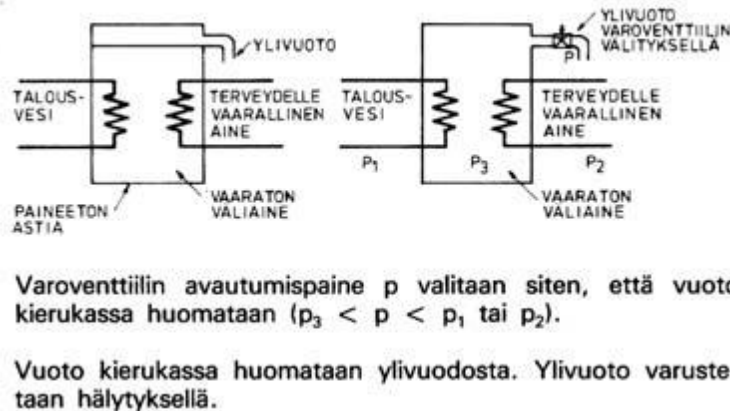 YLIVUOTO
TALOUS-
VESI
TERVEYDELLE
VAARALLINEN
AINE
PAINEETON
ASTIA
VAARATON
VÄLIAINE
YLIVUOTO
VAROVENTTIILIN
VÄLITYKSELLÄ
P
TALOUS-
VESI
TERVEYDELLE
VAARALLINEN
AINE
P₁
P₃
P₂
VAARATON
VÄLIAINE
Varoventtiilin avautumispaine p valitaan siten, että vuoto
kierukassa huomataan (p₃ < p < p₁ tai p₂).
Vuoto kierukassa huomataan ylivuodosta. Ylivuoto varuste-
taan hälytyksellä.